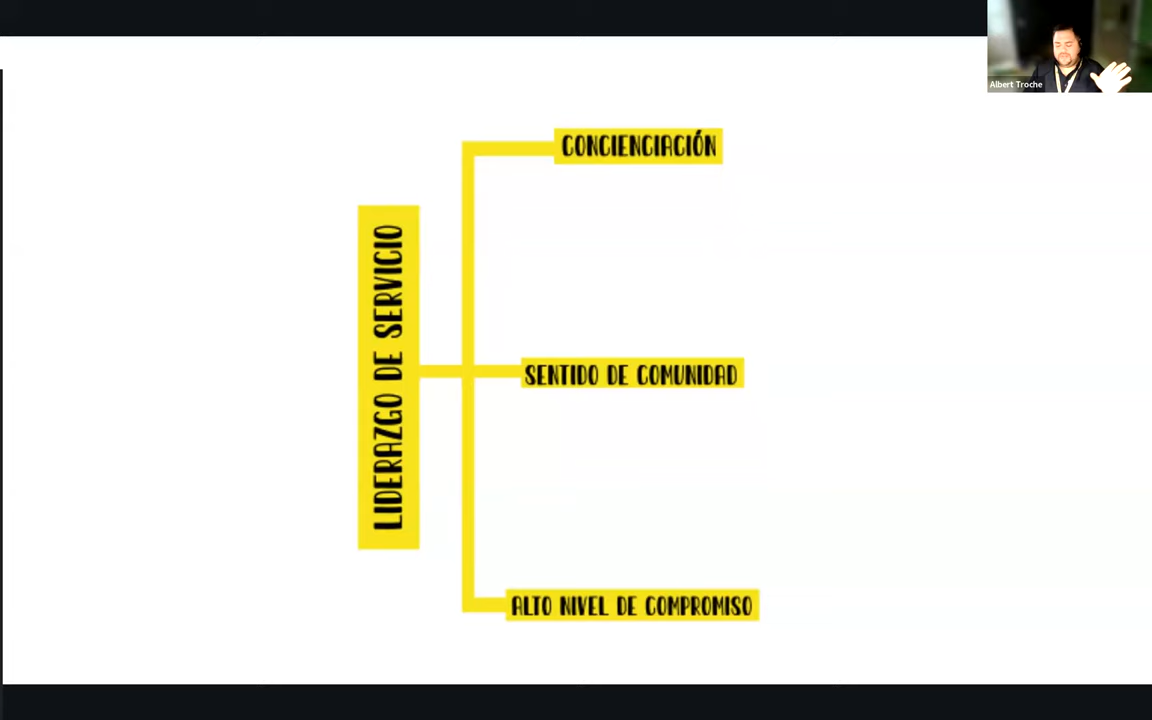 Albert Troche
CONCIENCIACIÓN
LIDERAZGO DE SERVICIO
SENTIDO DE COMUNIDAD
ALTO NIVEL DE COMPROMISO